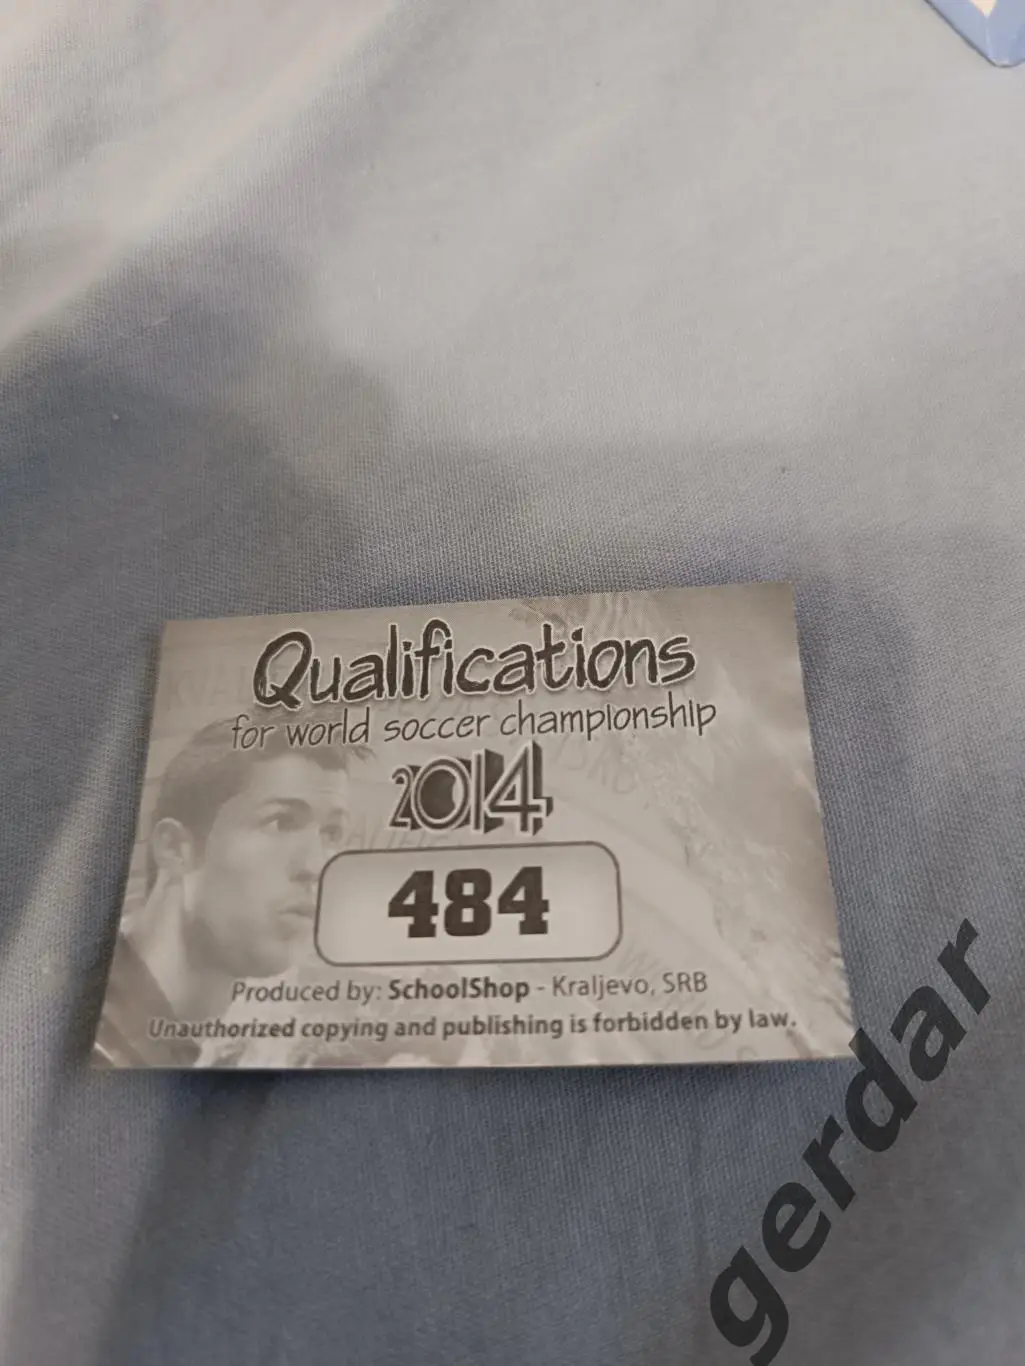 Qualifications
for world soccer championship
2014
484
Produced by: SchoolShop - Kraljevo, SRB
Unauthorized copying and publishing is forbidden by law.
gerdar